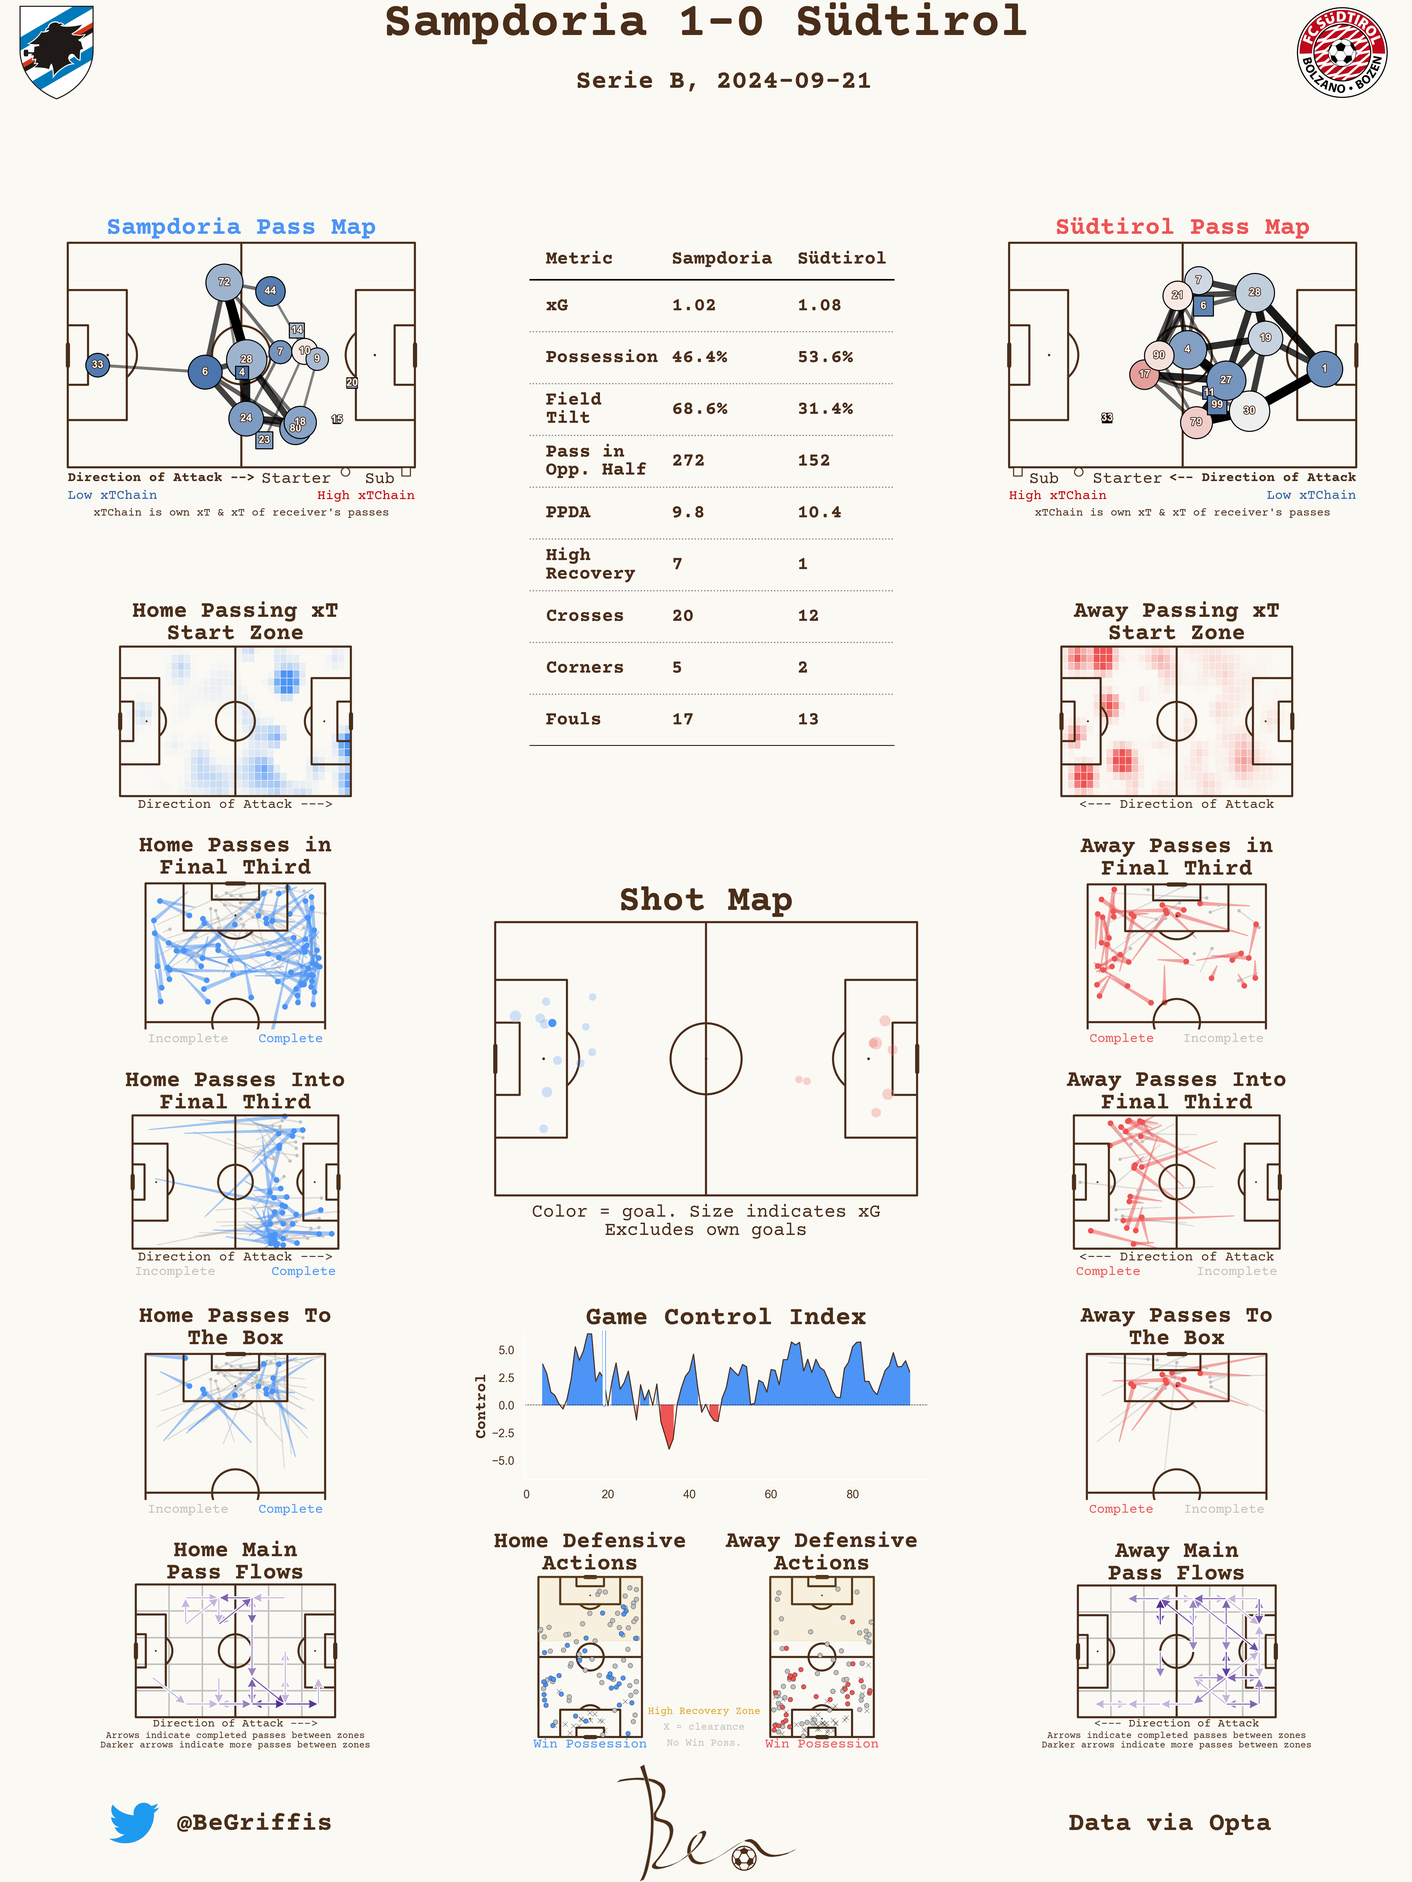 Sampdoria 1-0 Südtirol
Serie B, 2024-09-21
FC SÜDTIROL
BOLZANO • BOZEN
Sampdoria Pass Map
72
44
14
7
10
9
28
4
6
33
20
24
18
80
23
15
Direction of Attack --> Starter Sub
Low xTChain High xTChain
xTChain is own xT & xT of receiver's passes
Metric Sampdoria Südtirol
xG 1.02 1.08
Possession 46.4% 53.6%
Field
Tilt 68.6% 31.4%
Pass in
Opp. Half 272 152
PPDA 9.8 10.4
High
Recovery 7 1
Crosses 20 12
Corners 5 2
Fouls 17 13
Südtirol Pass Map
7
21
28
6
19
4
90
17
27
1
11
99
30
79
33
Sub Starter <-- Direction of Attack
High xTChain Low xTChain
xTChain is own xT & xT of receiver's passes
Home Passing xT
Start Zone
Direction of Attack --->
Away Passing xT
Start Zone
<--- Direction of Attack
Home Passes in
Final Third
Incomplete Complete
Away Passes in
Final Third
Complete Incomplete
Shot Map
Color = goal. Size indicates xG
Excludes own goals
Home Passes Into
Final Third
Direction of Attack --->
Incomplete Complete
Away Passes Into
Final Third
<--- Direction of Attack
Complete Incomplete
Game Control Index
Control
5.0
2.5
0.0
−2.5
−5.0
0 20 40 60 80
Home Passes To
The Box
Incomplete Complete
Away Passes To
The Box
Complete Incomplete
Home Main
Pass Flows
Direction of Attack --->
Arrows indicate completed passes between zones
Darker arrows indicate more passes between zones
Home Defensive
Actions
Win Possession
Away Defensive
Actions
Win Possession
High Recovery Zone
X = clearance
No Win Poss.
Away Main
Pass Flows
<--- Direction of Attack
Arrows indicate completed passes between zones
Darker arrows indicate more passes between zones
@BeGriffis
Ben
Data via Opta